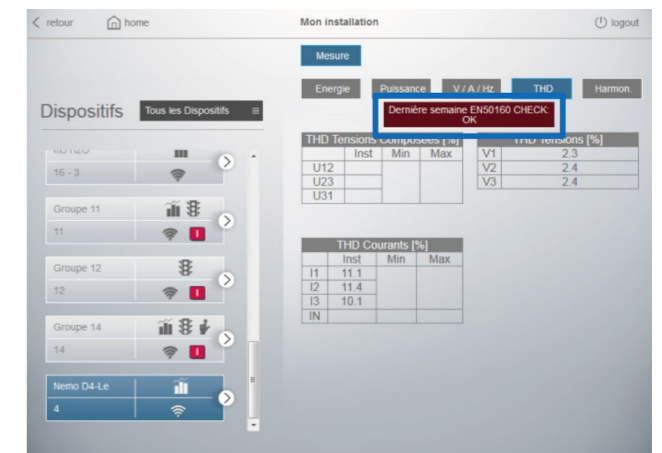 retour
home
Mon installation
logout
Mesure
Energie
Puissance
V / A / Hz
THD
Harmon.
Dernière semaine EN50160 CHECK:
OK
Dispositifs
Tous les Dispositifs
16 - 3
Groupe 11
11
Groupe 12
12
Groupe 14
14
Nemo D4-Le
4
THD Tensions Composées [%]
Inst Min Max
U12
U23
U31
THD Tensions [%]
V1 2.3
V2 2.4
V3 2.4
THD Courants [%]
Inst Min Max
I1 11.1
I2 11.4
I3 10.1
IN